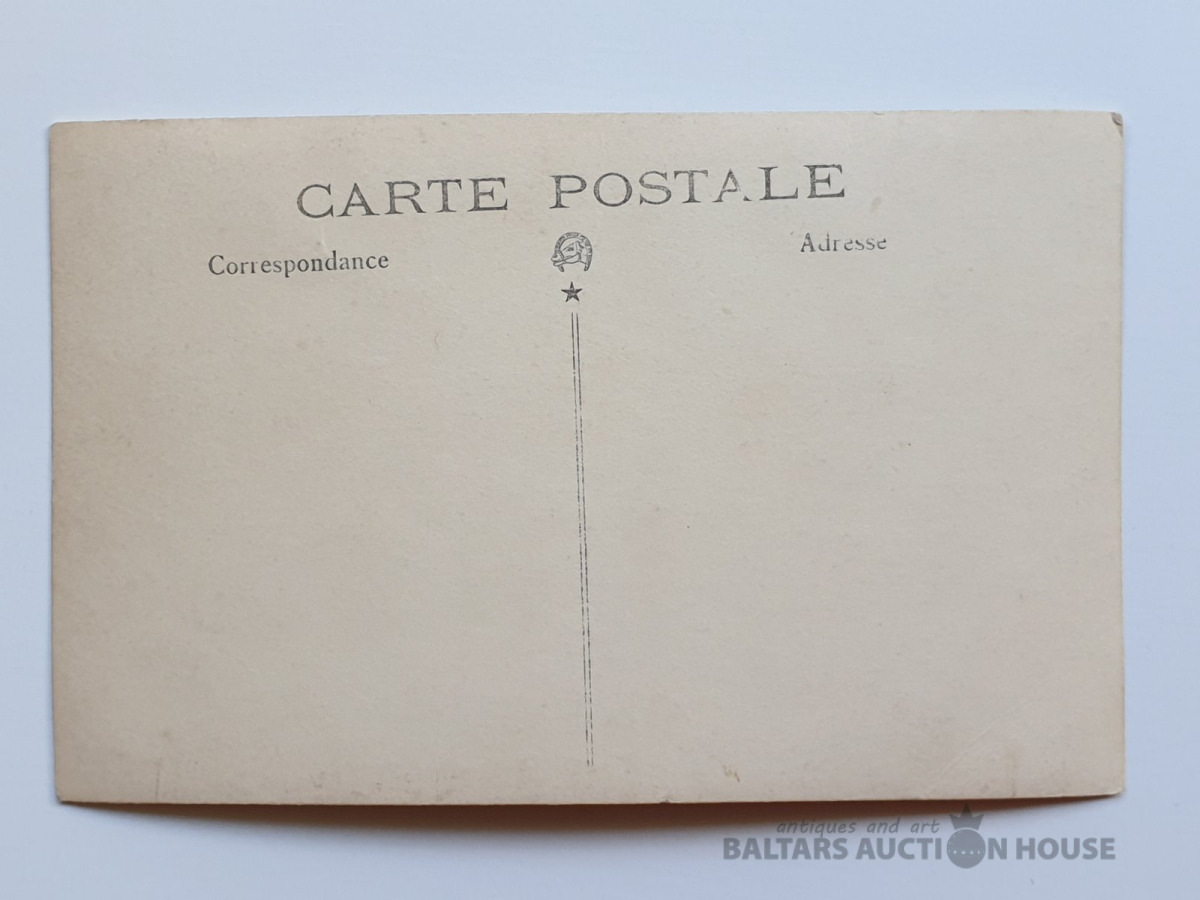 CARTE POSTALE
Correspondance
Adresse
antiques and art
BALTARS AUCTION HOUSE